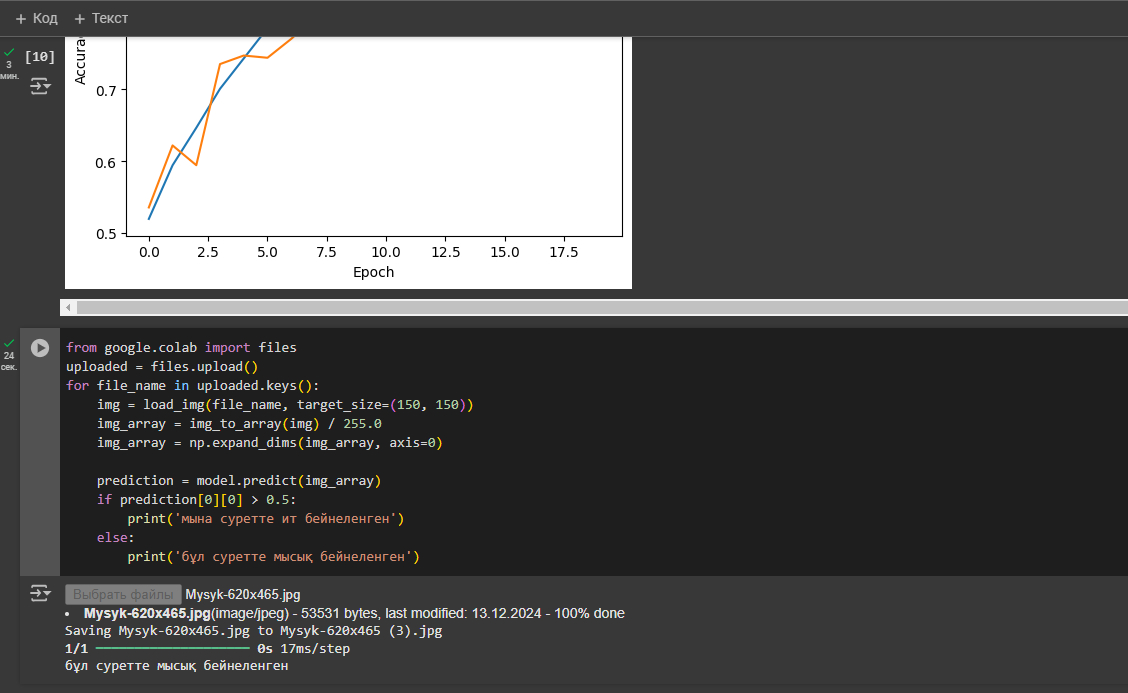 + Код + Текст
3 мин.
[10]
Accura
0.7
0.6
0.5
0.0 2.5 5.0 7.5 10.0 12.5 15.0 17.5
Epoch
24 сек.
from google.colab import files
uploaded = files.upload()
for file_name in uploaded.keys():
    img = load_img(file_name, target_size=(150, 150))
    img_array = img_to_array(img) / 255.0
    img_array = np.expand_dims(img_array, axis=0)

    prediction = model.predict(img_array)
    if prediction[0][0] > 0.5:
        print('мына суретте ит бейнеленген')
    else:
        print('бұл суретте мысық бейнеленген')
Выбрать файлы Mysyk-620x465.jpg
• Mysyk-620x465.jpg(image/jpeg) - 53531 bytes, last modified: 13.12.2024 - 100% done
Saving Mysyk-620x465.jpg to Mysyk-620x465 (3).jpg
1/1 ━━━━━━━━━━━━━━━━━━━━ 0s 17ms/step
бұл суретте мысық бейнеленген